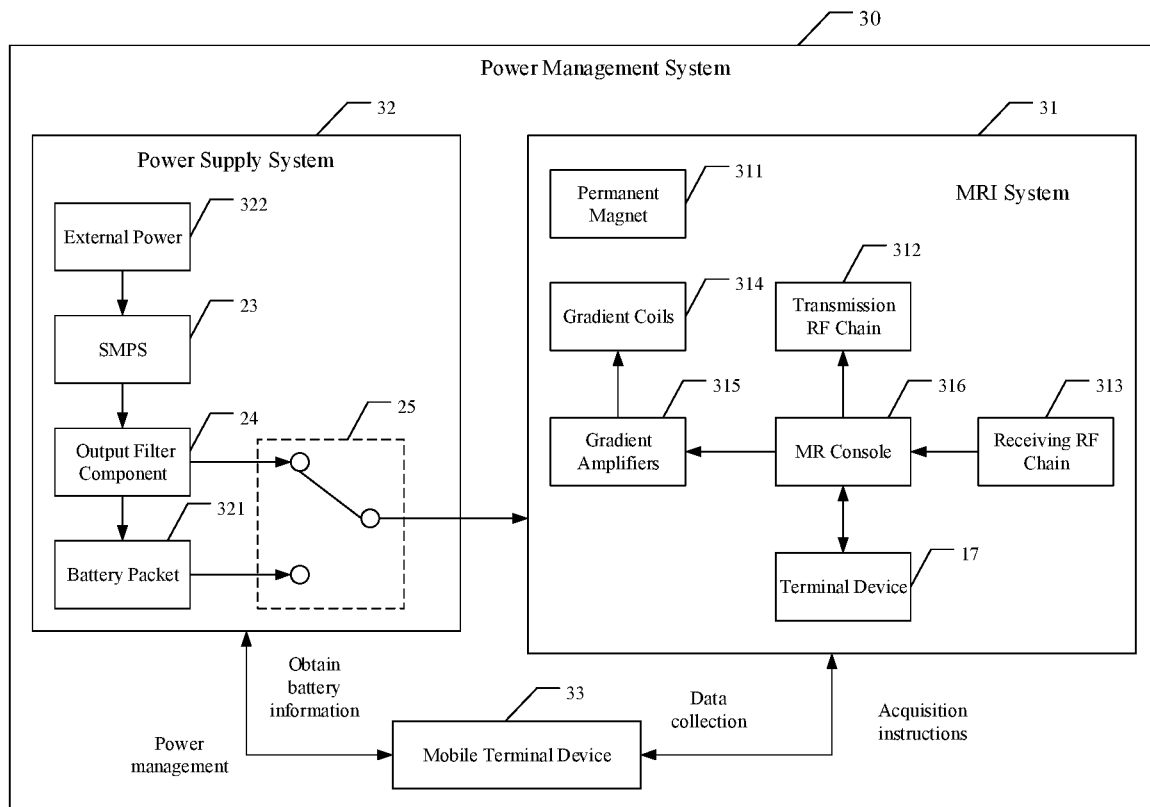 30
Power Management System
32
Power Supply System
322
External Power
23
SMPS
24
Output Filter
Component
25
321
Battery Packet
31
MRI System
311
Permanent
Magnet
312
Transmission
RF Chain
314
Gradient Coils
315
Gradient
Amplifiers
316
MR Console
313
Receiving RF
Chain
17
Terminal Device
Obtain
battery
information
Power
management
33
Mobile Terminal Device
Data
collection
Acquisition
instructions